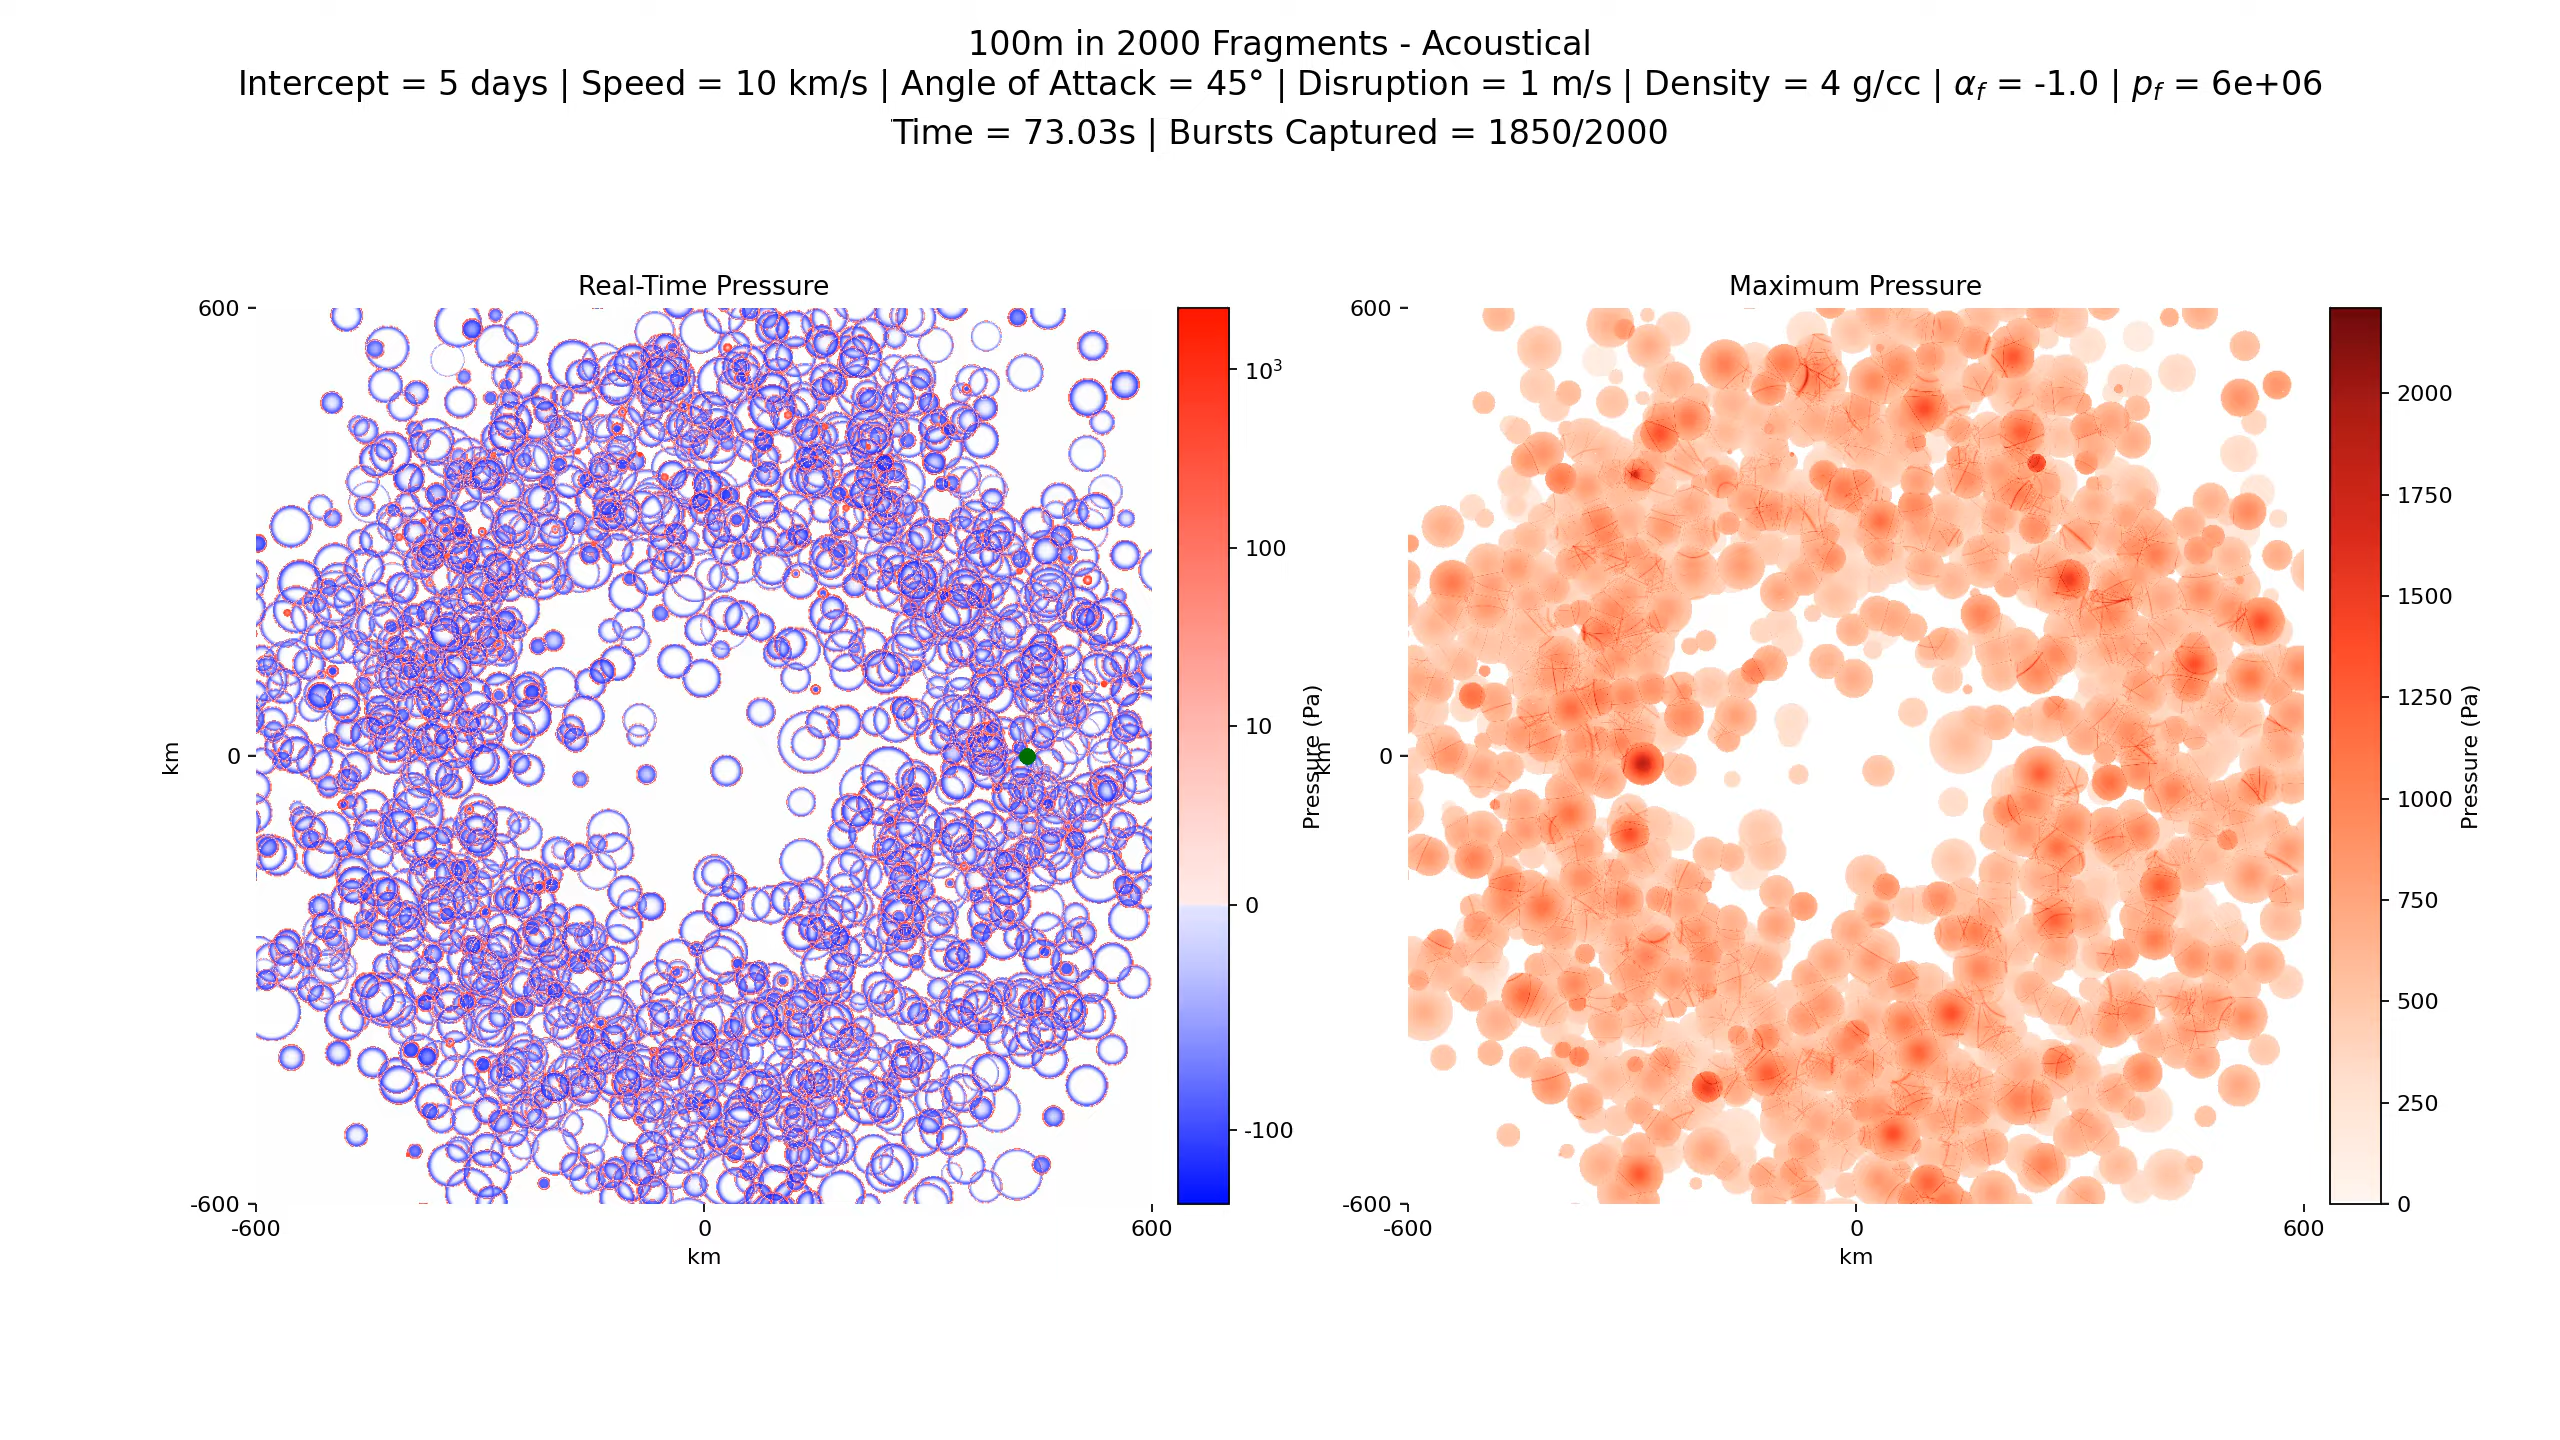 100m in 2000 Fragments - Acoustical
Intercept = 5 days | Speed = 10 km/s | Angle of Attack = 45° | Disruption = 1 m/s | Density = 4 g/cc | α_f = -1.0 | p_f = 6e+06
Time = 73.03s | Bursts Captured = 1850/2000
Real-Time Pressure
600
0
-600
km
-600
0
600
km
10³
100
10
0
-100
Pressure (Pa)
Maximum Pressure
600
0
-600
km
-600
0
600
km
2000
1750
1500
1250
1000
750
500
250
0
Pressure (Pa)